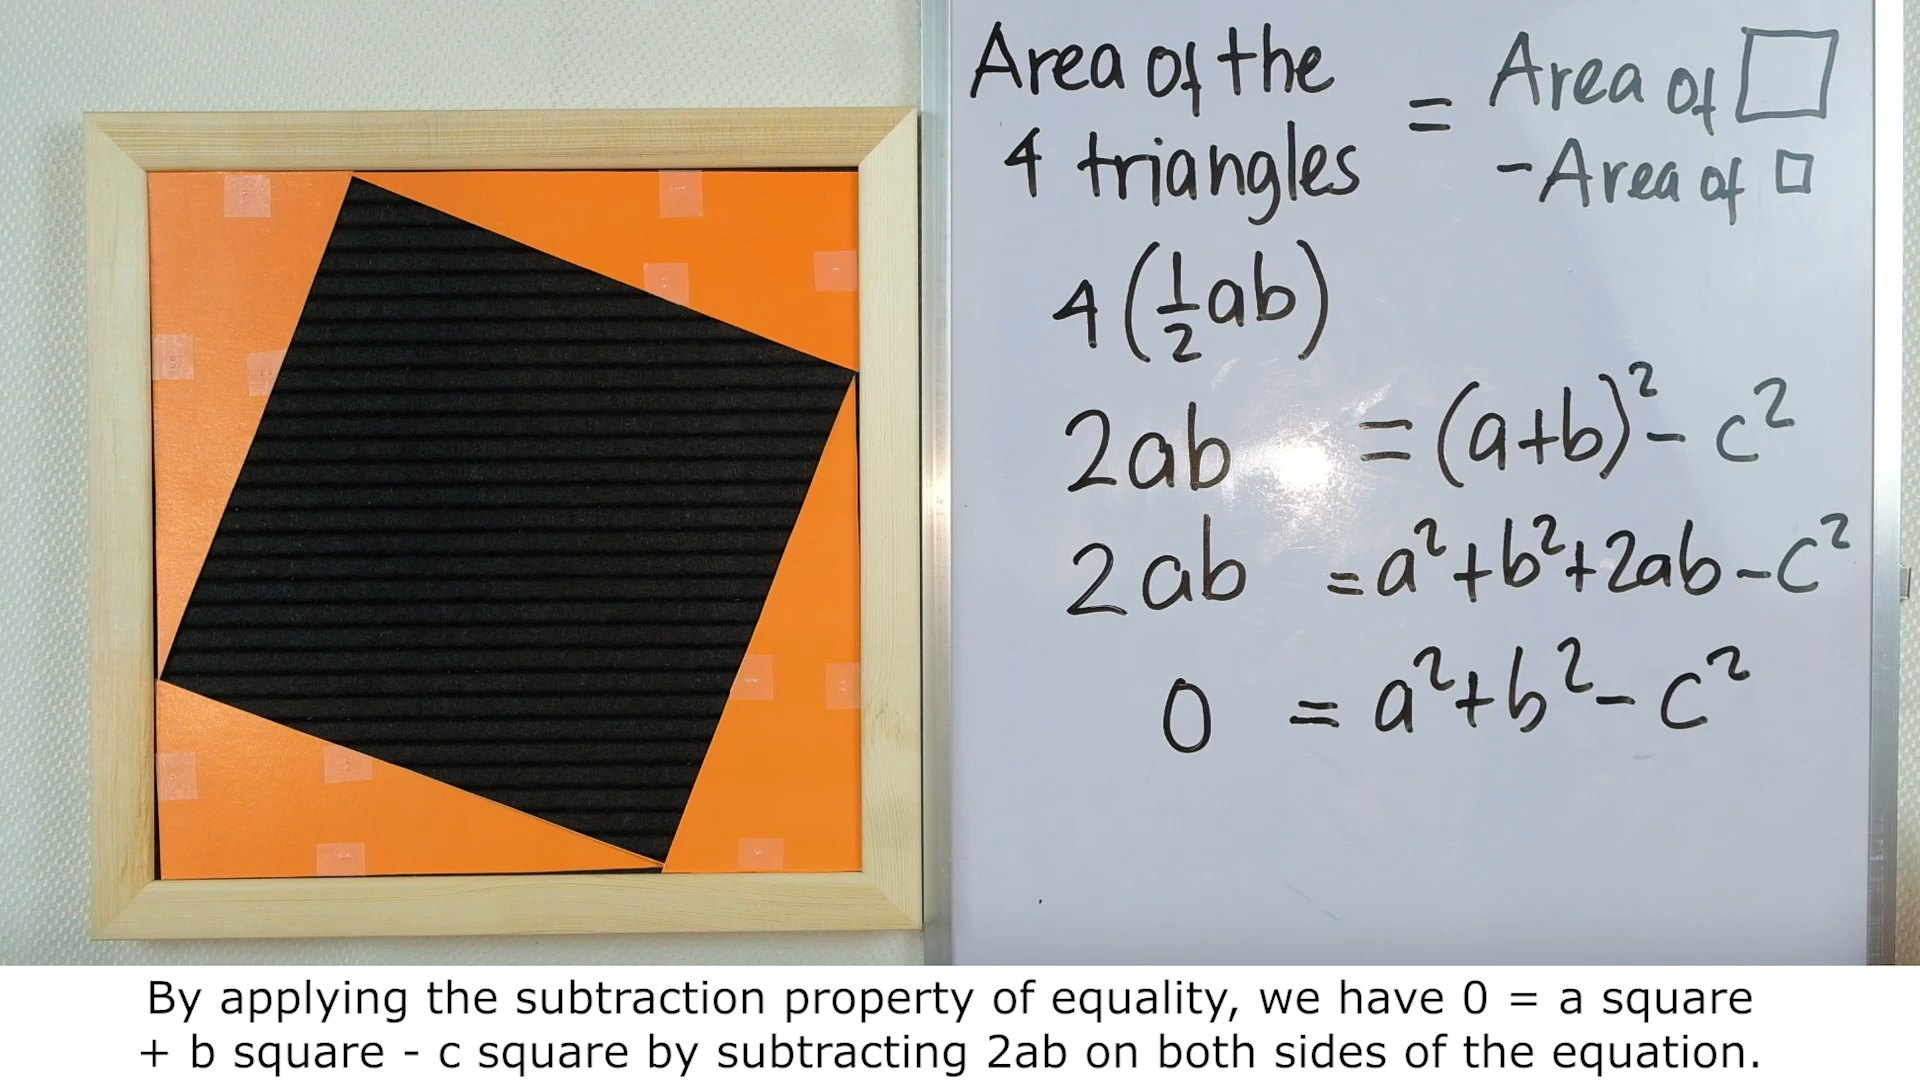 Area of the
4 triangles
= Area of
- Area of
4(1/2 ab)
2ab = (a+b)² - c²
2ab = a²+b²+2ab-c²
0 = a²+b²-c²
By applying the subtraction property of equality, we have 0 = a square
+ b square - c square by subtracting 2ab on both sides of the equation.